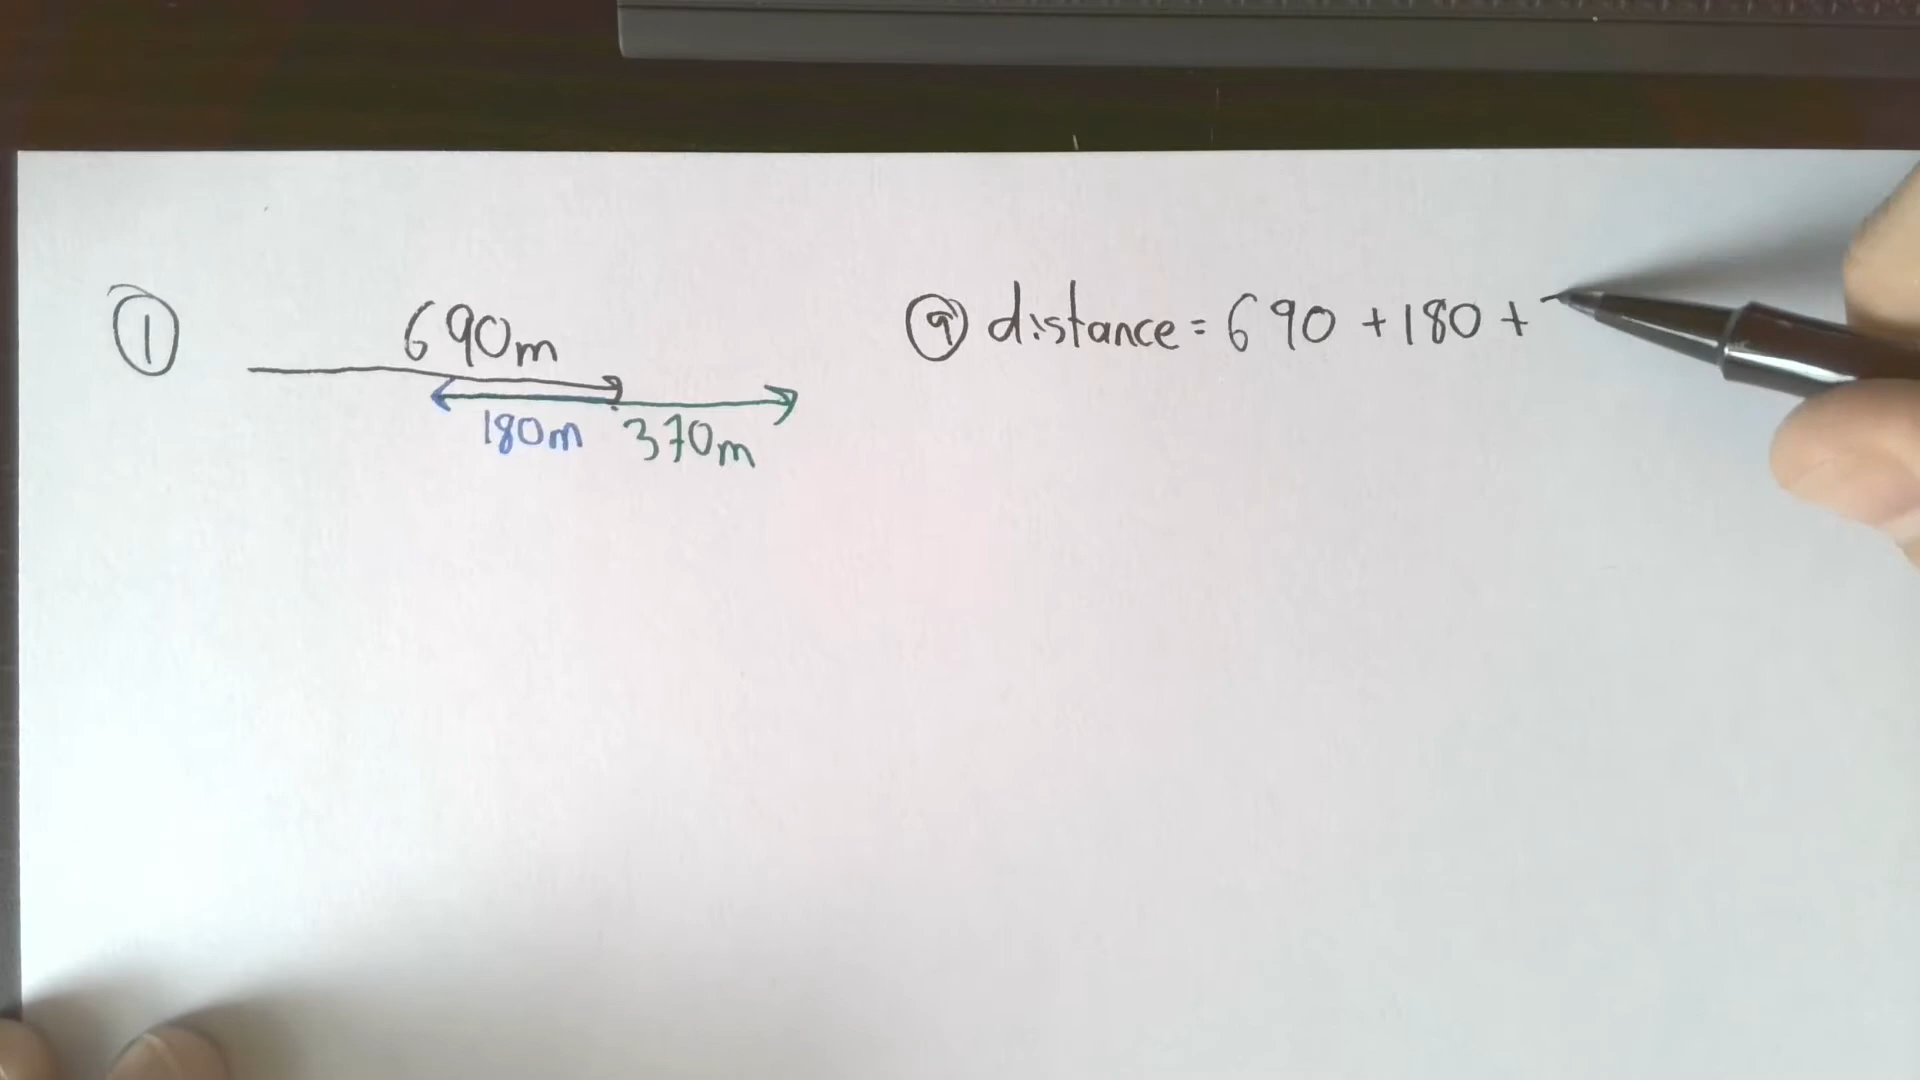 ① 690m
180m 370m
ⓐ distance = 690 + 180 +